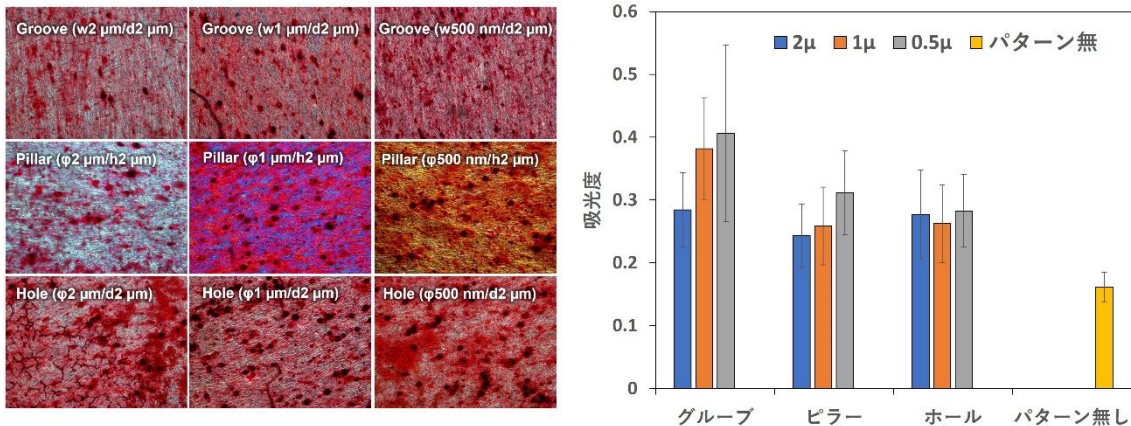 Groove (w2 μm/d2 μm)
Groove (w1 μm/d2 μm)
Groove (w500 nm/d2 μm)
Pillar (φ2 μm/h2 μm)
Pillar (φ1 μm/h2 μm)
Pillar (φ500 nm/h2 μm)
Hole (φ2 μm/d2 μm)
Hole (φ1 μm/d2 μm)
Hole (φ500 nm/d2 μm)
吸光度
0.6
0.5
0.4
0.3
0.2
0.1
0
2μ 1μ 0.5μ パターン無
グルーブ ピラー ホール パターン無し